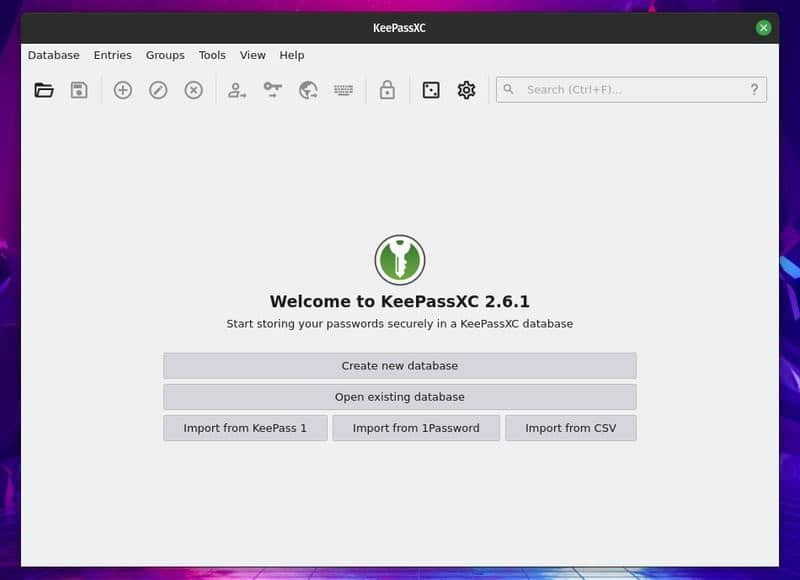 KeePassXC
Database Entries Groups Tools View Help
Search (Ctrl+F)... ?
Welcome to KeePassXC 2.6.1
Start storing your passwords securely in a KeePassXC database
Create new database
Open existing database
Import from KeePass 1 Import from 1Password Import from CSV